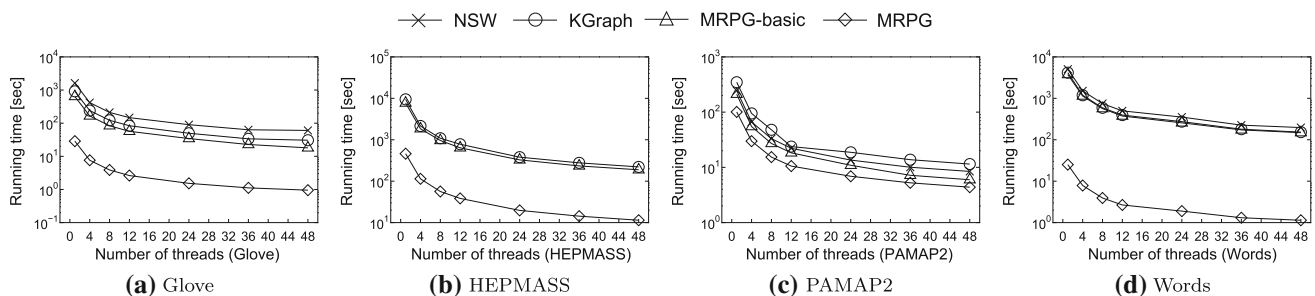 NSW KGraph MRPG-basic MRPG
Running time [sec]
10^4
10^3
10^2
10^1
10^0
10^-1
0 4 8 12 16 20 24 28 32 36 40 44 48
Number of threads (Glove)
(a) Glove
Running time [sec]
10^5
10^4
10^3
10^2
10^1
0 4 8 12 16 20 24 28 32 36 40 44 48
Number of threads (HEPMASS)
(b) HEPMASS
Running time [sec]
10^3
10^2
10^1
10^0
0 4 8 12 16 20 24 28 32 36 40 44 48
Number of threads (PAMAP2)
(c) PAMAP2
Running time [sec]
10^4
10^3
10^2
10^1
10^0
0 4 8 12 16 20 24 28 32 36 40 44 48
Number of threads (Words)
(d) Words